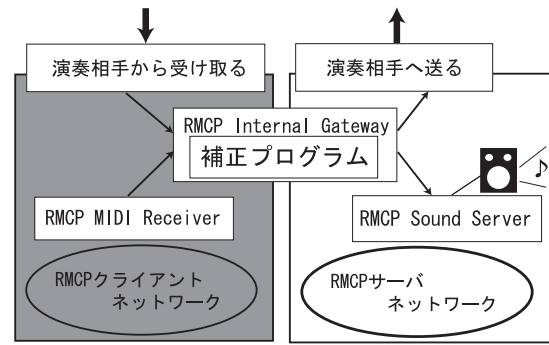 演奏相手から受け取る
演奏相手へ送る
RMCP Internal Gateway
補正プログラム
RMCP MIDI Receiver
RMCP Sound Server
RMCPクライアント
ネットワーク
RMCPサーバ
ネットワーク